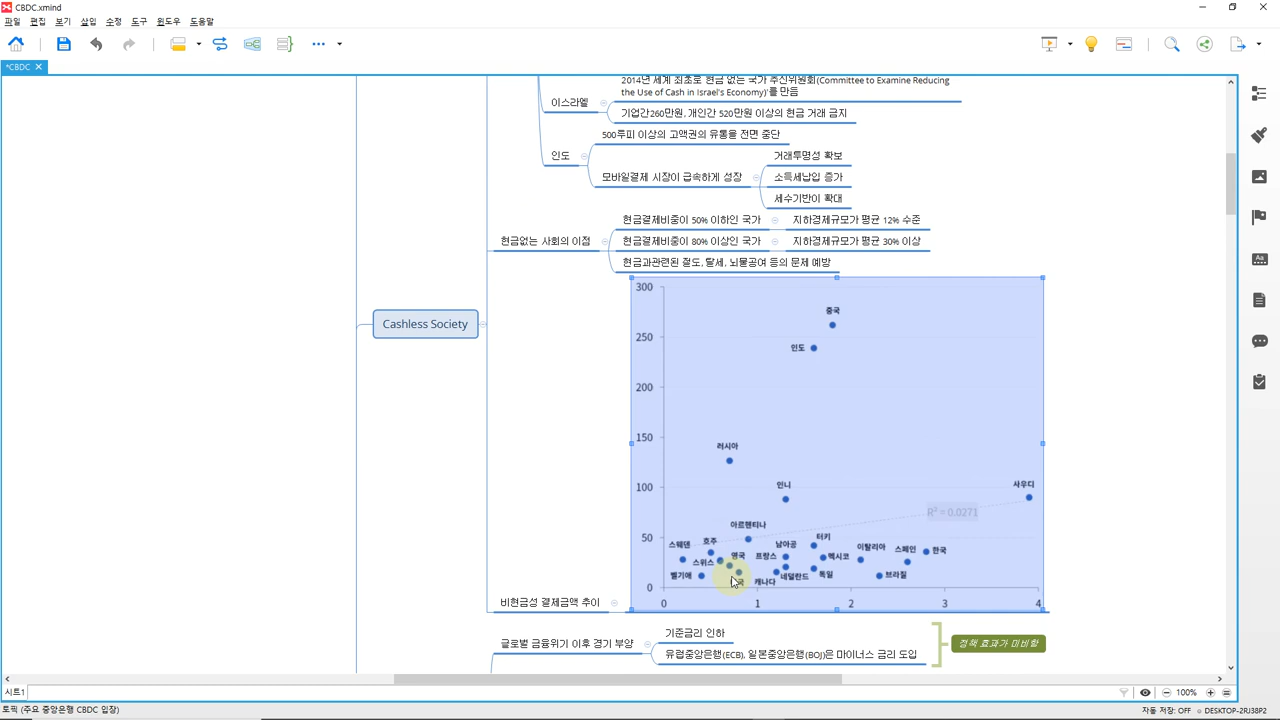 CBDC.xmind
파일 편집 보기 삽입 수정 도구 윈도우 도움말
*CBDC
2014년 세계 최초로 현금 없는 국가 추진위원회(Committee to Examine Reducing
the Use of Cash in Israel's Economy)'를 만듬
이스라엘
기업간260만원, 개인간 520만원 이상의 현금 거래 금지
500루피 이상의 고액권의 유통을 전면 중단
인도
거래투명성 확보
모바일결제 시장이 급속하게 성장
소득세납입 증가
세수기반이 확대
현금결제비중이 50% 이하인 국가
지하경제규모가 평균 12% 수준
현금없는 사회의 이점
현금결제비중이 80% 이상인 국가
지하경제규모가 평균 30% 이상
현금과관련된 절도, 탈세, 뇌물공여 등의 문제 예방
Cashless Society
300
중국
250
인도
200
150
러시아
100
인니
사우디
R² = 0.0271
아르헨티나
50
스웨덴
호주
영국
프랑스
남아공
터키
멕시코
이탈리아
스페인
한국
스위스
벨기에
캐나다
네덜란드
독일
브라질
0
0 1 2 3 4
비현금성 결제금액 추이
글로벌 금융위기 이후 경기 부양
기준금리 인하
유럽중앙은행(ECB), 일본중앙은행(BOJ)은 마이너스 금리 도입
정책 효과가 미비함
시트1
100%
토픽 (주요 중앙은행 CBDC 입장)
자동 저장: OFF
DESKTOP-2RJ38P2